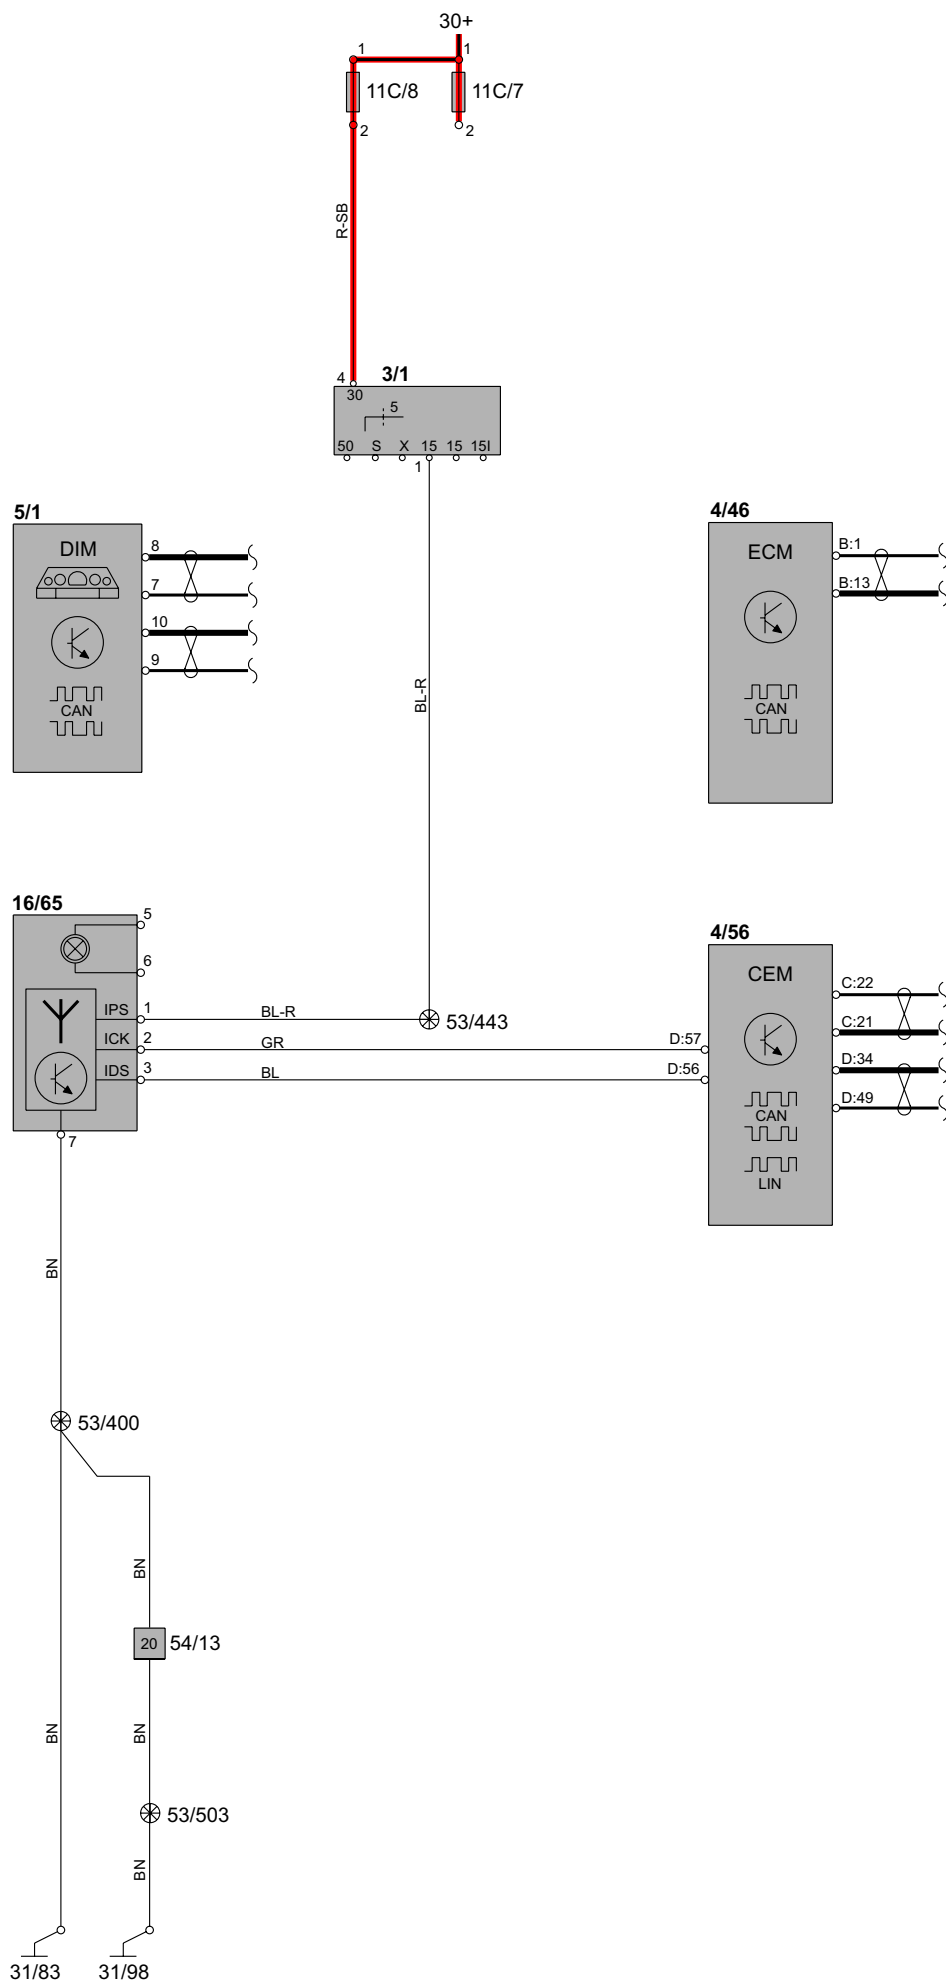 30+
1 1
11C/8 11C/7
2 2
R-SB
4 3/1
30
5
50 S X 15 15 15I
1
5/1
DIM
8
7
10
9
CAN
4/46
ECM
B:1
B:13
CAN
BL-R
16/65
5
6
IPS 1 BL-R 53/443
ICK 2 GR D:57
IDS 3 BL D:56
7
4/56
CEM
C:22
C:21
D:34
D:49
CAN
LIN
BN
53/400
BN
20 54/13
BN BN
53/503
BN
31/83 31/98